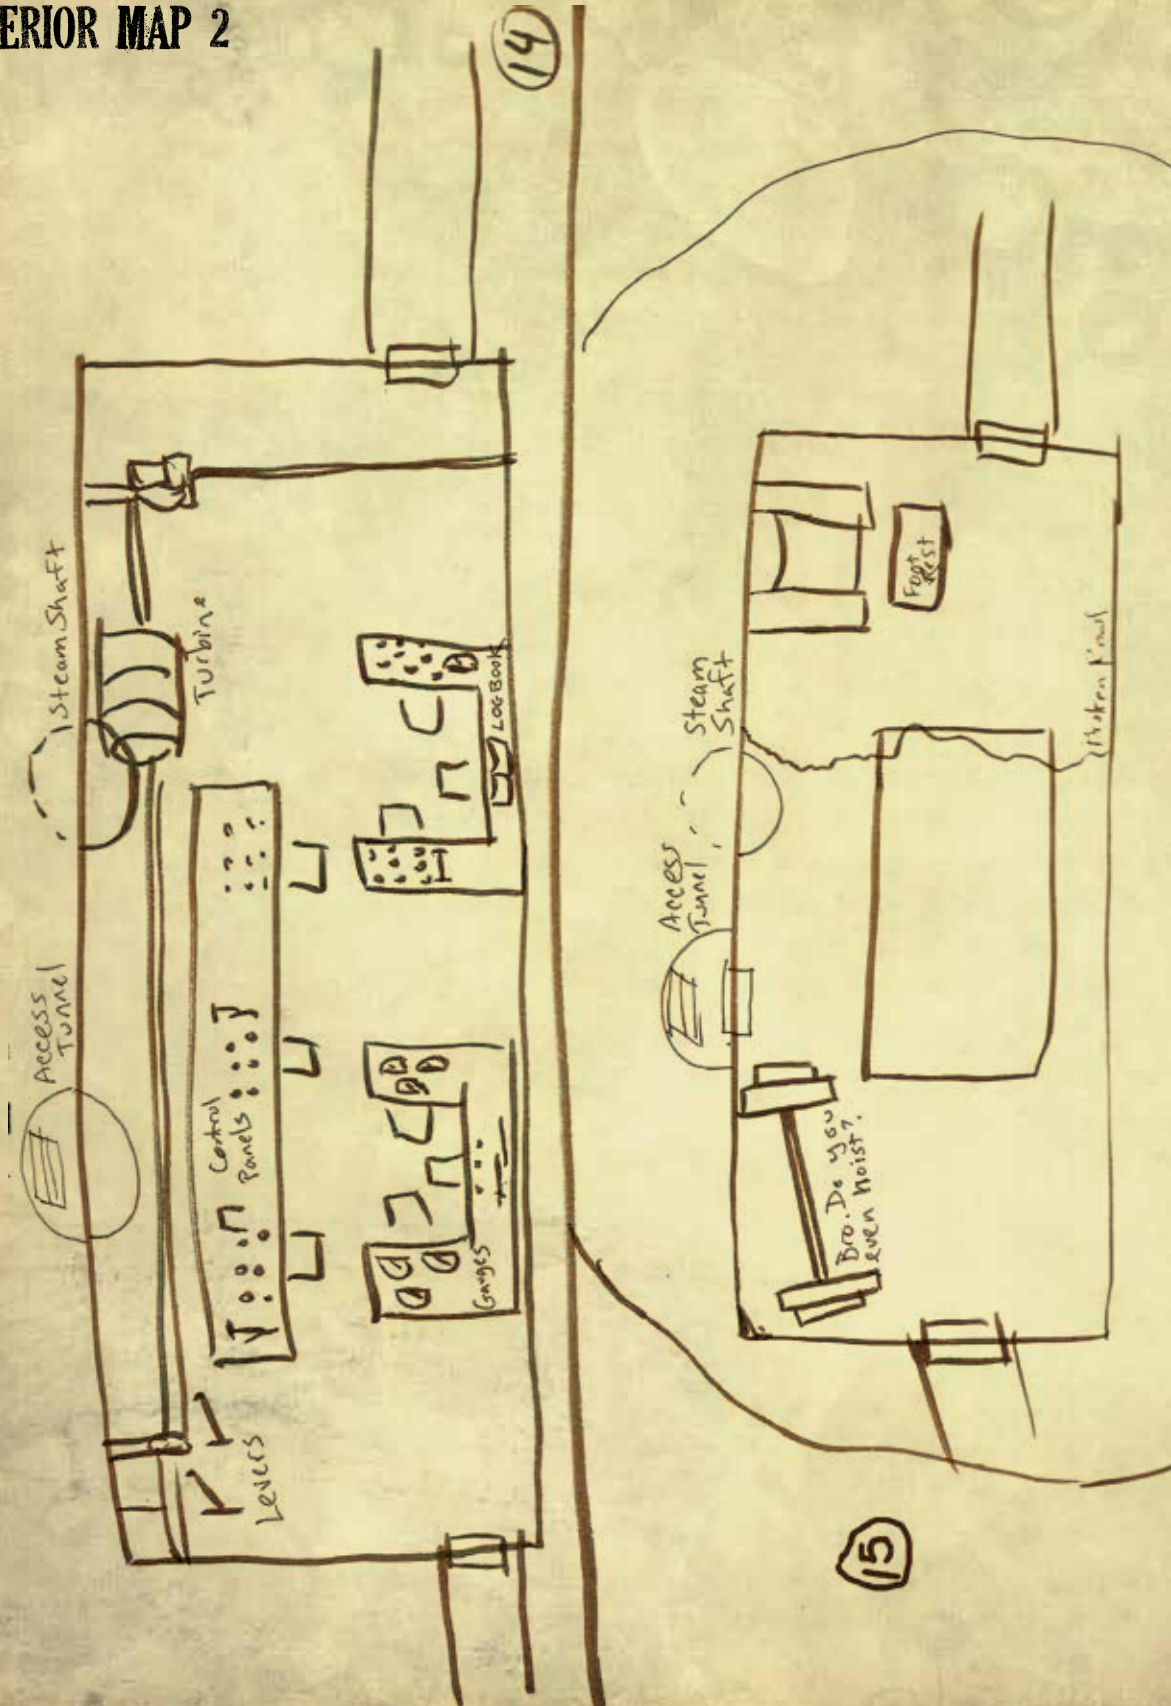 ERIOR MAP 2
14
Steam Shaft
Turbine
LOGBOOK
Access
Tunnel
Control
Panels
Gauges
Levers
Steam
Shaft
Access
Tunnel
Foot
Rest
Broken
Bro. Do you
even hoist?
15